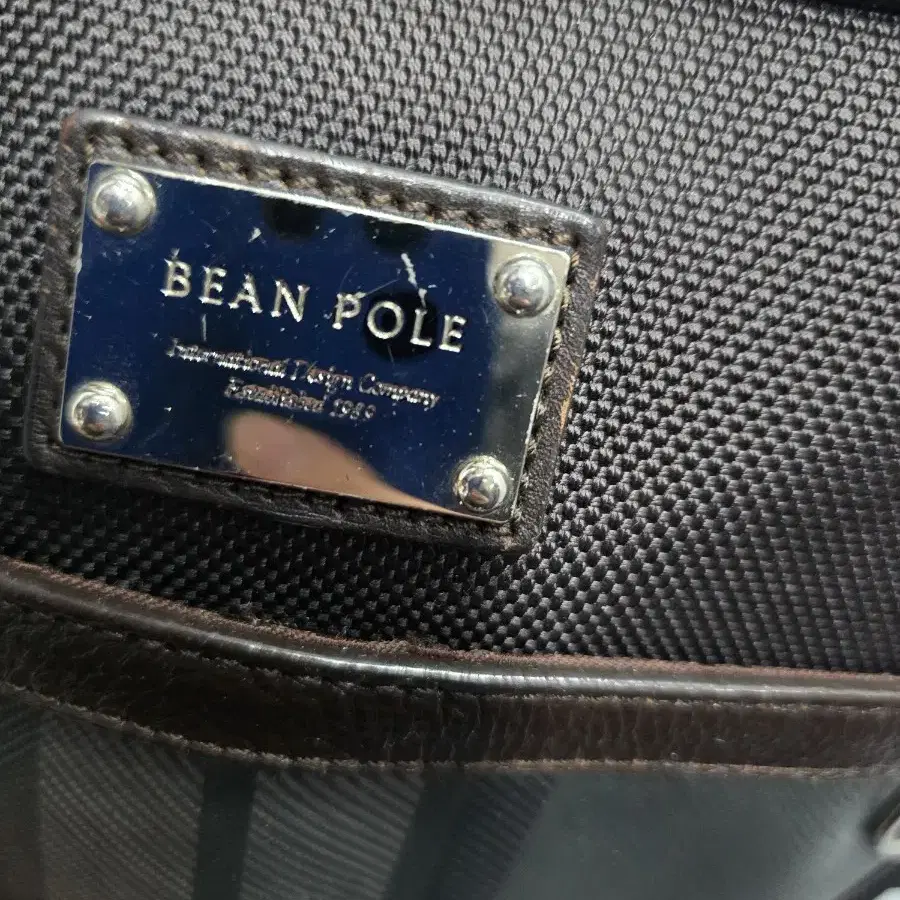 BEAN POLE
International Design Company
Established 1989